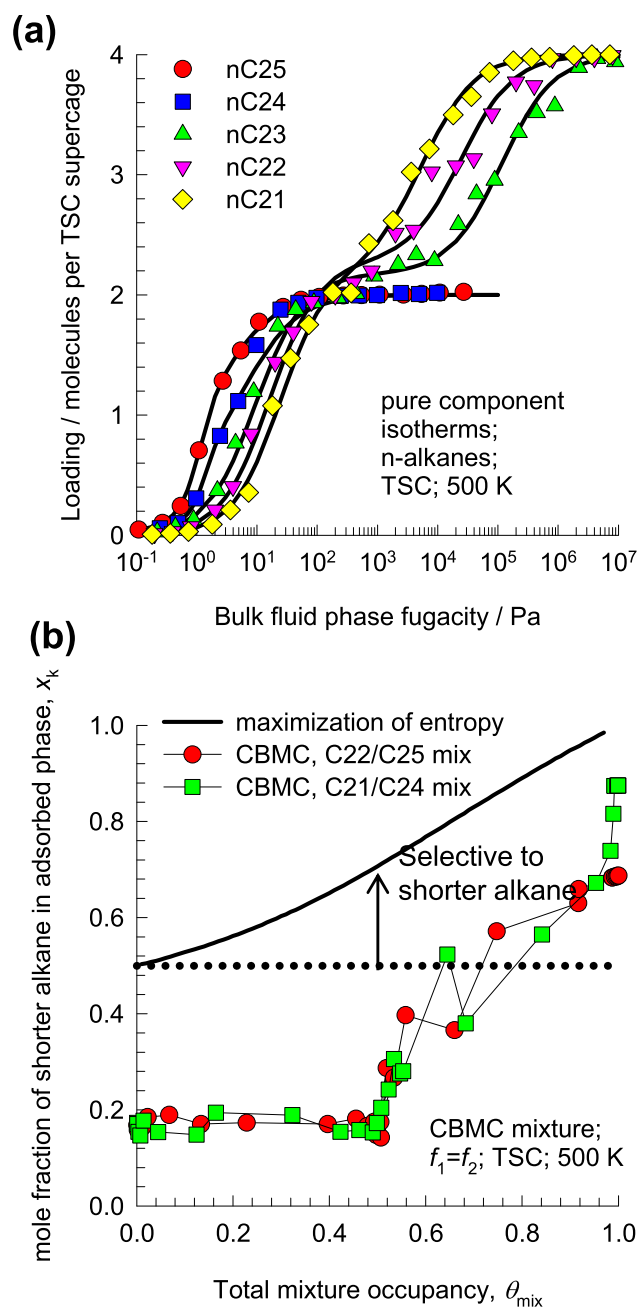 (a)
4
3
2
1
0
Loading / molecules per TSC supercage
nC25
nC24
nC23
nC22
nC21
pure component
isotherms;
n-alkanes;
TSC; 500 K
10-1 100 101 102 103 104 105 106 107
Bulk fluid phase fugacity / Pa
(b)
mole fraction of shorter alkane in adsorbed phase, xk
1.0
0.8
0.6
0.4
0.2
0.0
maximization of entropy
CBMC, C22/C25 mix
CBMC, C21/C24 mix
Selective to
shorter alkane
CBMC mixture;
f1=f2; TSC; 500 K
0.0 0.2 0.4 0.6 0.8 1.0
Total mixture occupancy, θmix